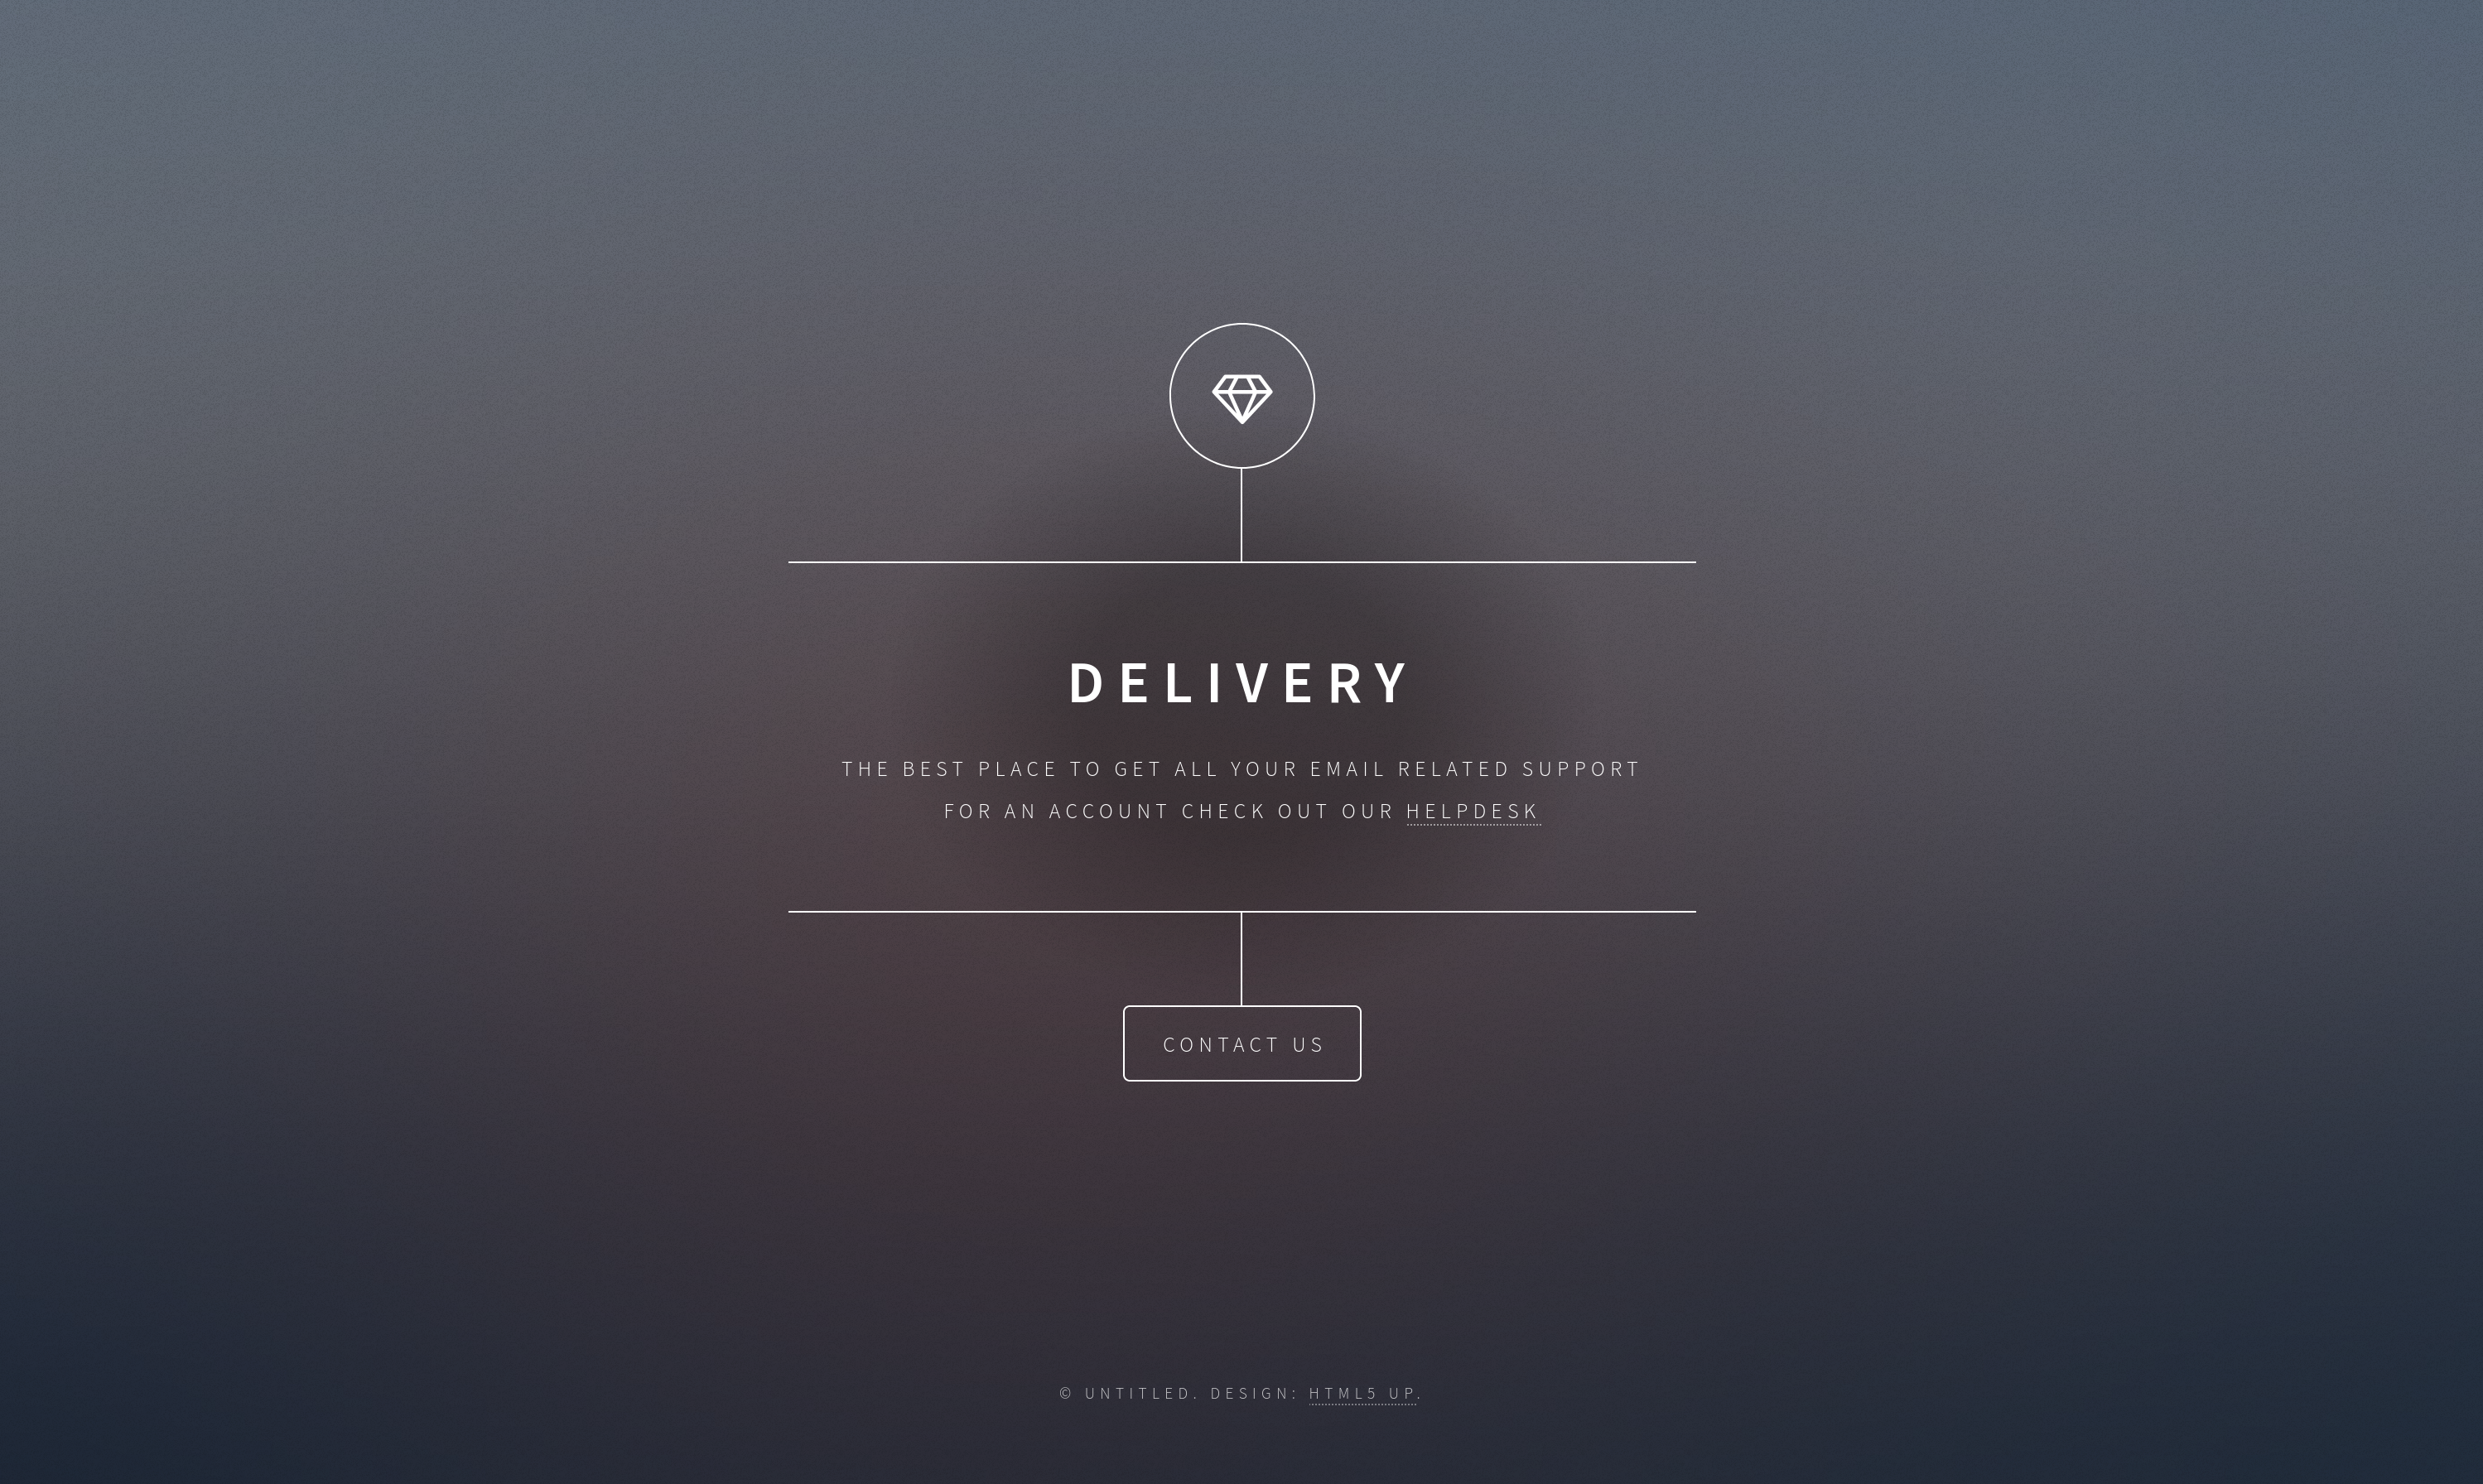 DELIVERY
THE BEST PLACE TO GET ALL YOUR EMAIL RELATED SUPPORT
FOR AN ACCOUNT CHECK OUT OUR HELPDESK
CONTACT US
© UNTITLED. DESIGN: HTML5 UP.